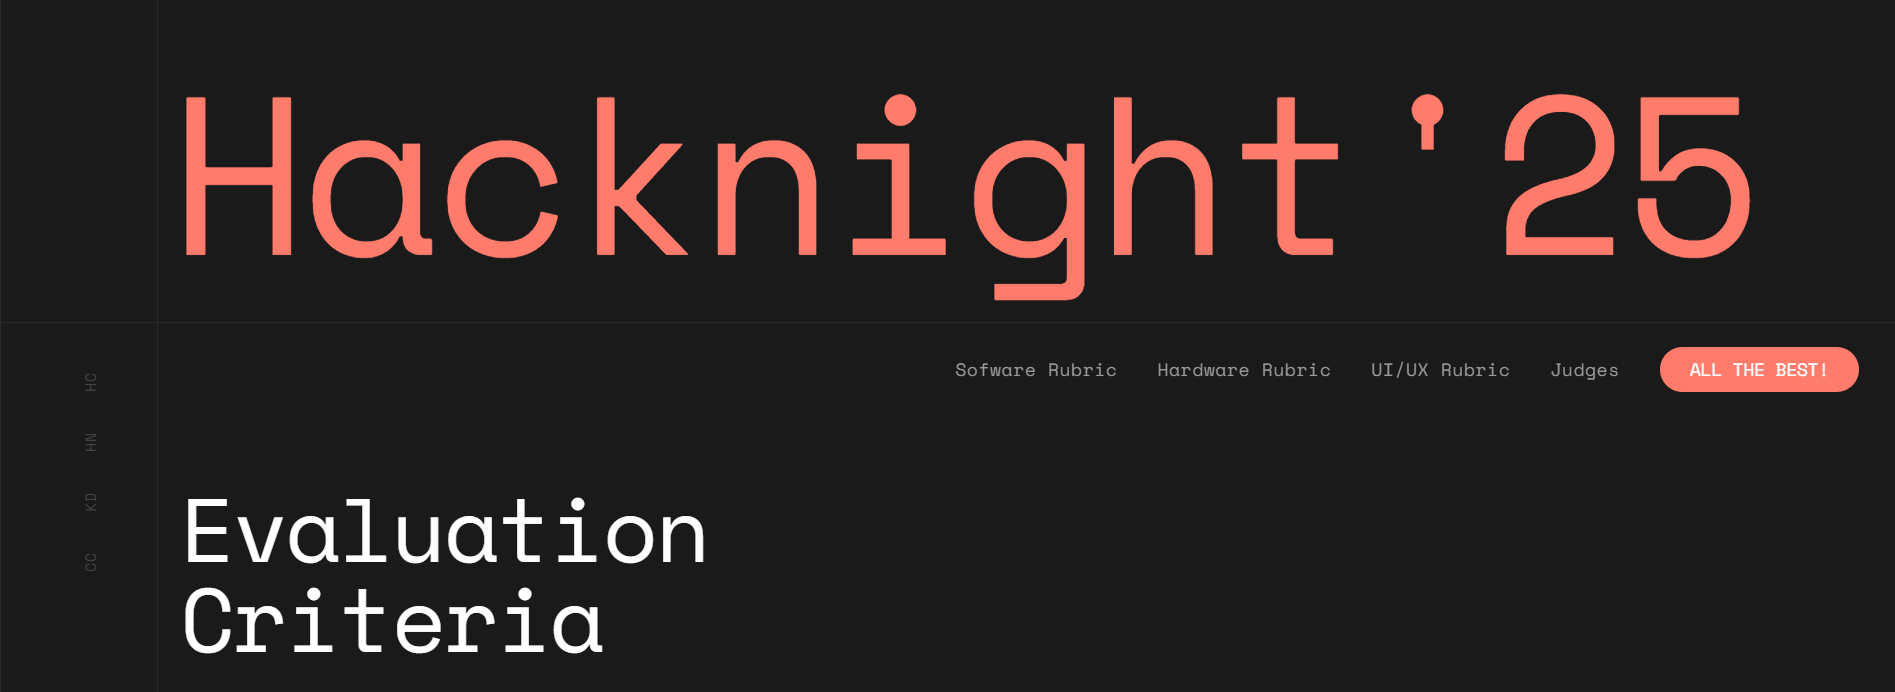 Hacknight'25
Sofware Rubric Hardware Rubric UI/UX Rubric Judges ALL THE BEST!
HC
HN
KD
CC
Evaluation
Criteria